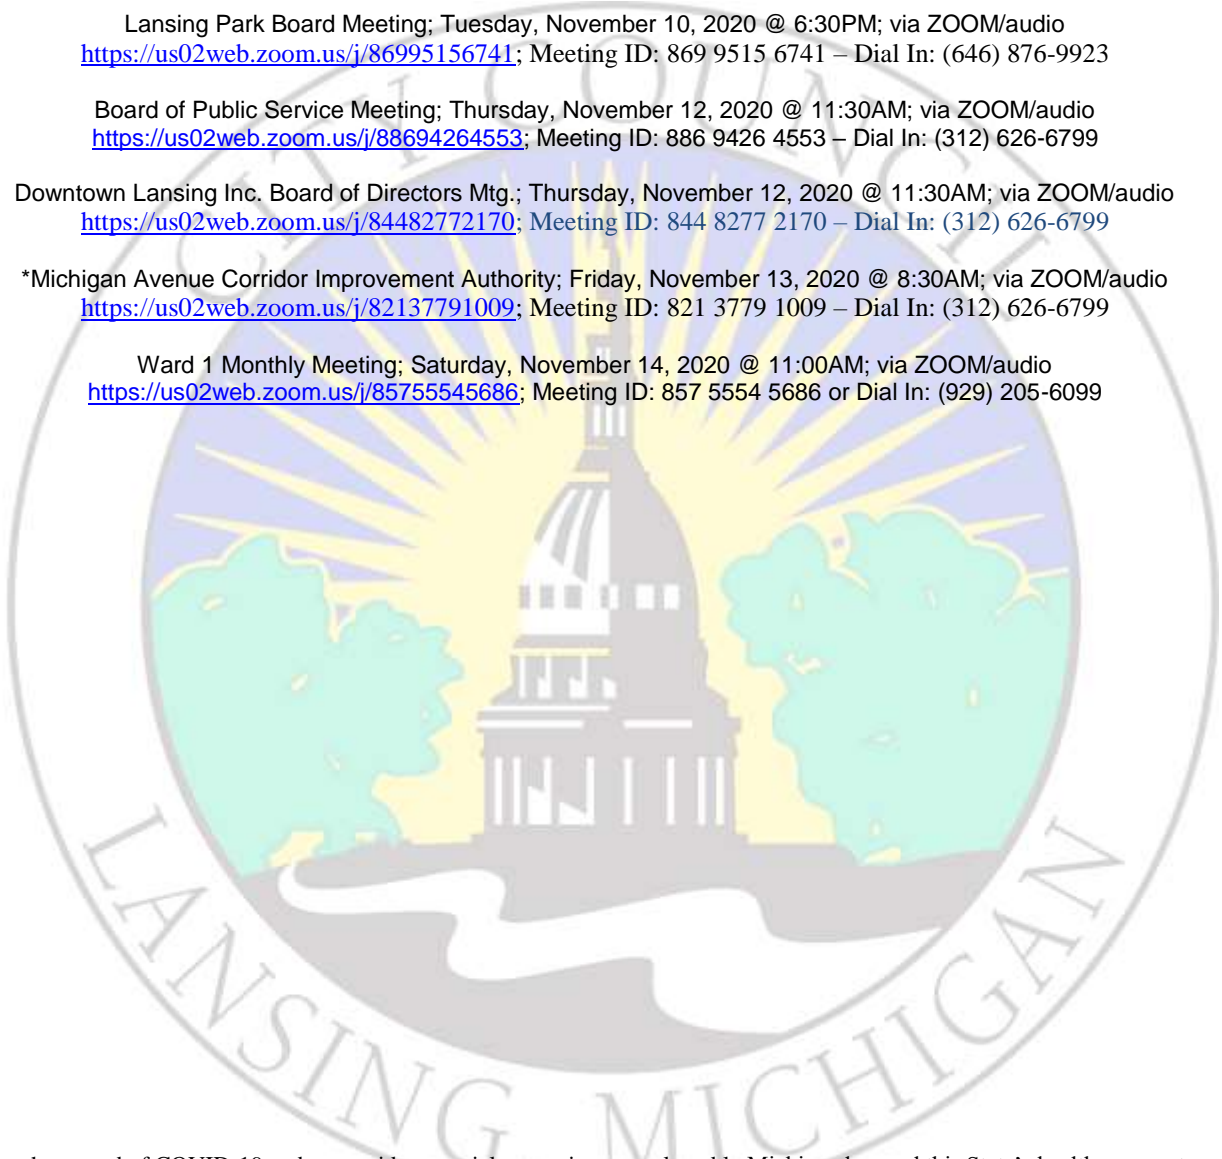 Lansing Park Board Meeting; Tuesday, November 10, 2020 @ 6:30PM; via ZOOM/audio
https://us02web.zoom.us/j/86995156741; Meeting ID: 869 9515 6741 – Dial In: (646) 876-9923
Board of Public Service Meeting; Thursday, November 12, 2020 @ 11:30AM; via ZOOM/audio
https://us02web.zoom.us/j/88694264553; Meeting ID: 886 9426 4553 – Dial In: (312) 626-6799
Downtown Lansing Inc. Board of Directors Mtg.; Thursday, November 12, 2020 @ 11:30AM; via ZOOM/audio
https://us02web.zoom.us/j/84482772170; Meeting ID: 844 8277 2170 – Dial In: (312) 626-6799
*Michigan Avenue Corridor Improvement Authority; Friday, November 13, 2020 @ 8:30AM; via ZOOM/audio
https://us02web.zoom.us/j/82137791009; Meeting ID: 821 3779 1009 – Dial In: (312) 626-6799
Ward 1 Monthly Meeting; Saturday, November 14, 2020 @ 11:00AM; via ZOOM/audio
https://us02web.zoom.us/j/85755545686; Meeting ID: 857 5554 5686 or Dial In: (929) 205-6099
CITY COUNCIL
LANSING MICHIGAN